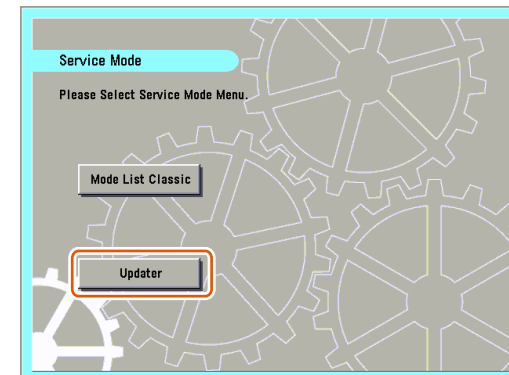 Service Mode
Please Select Service Mode Menu.
Mode List Classic
Updater